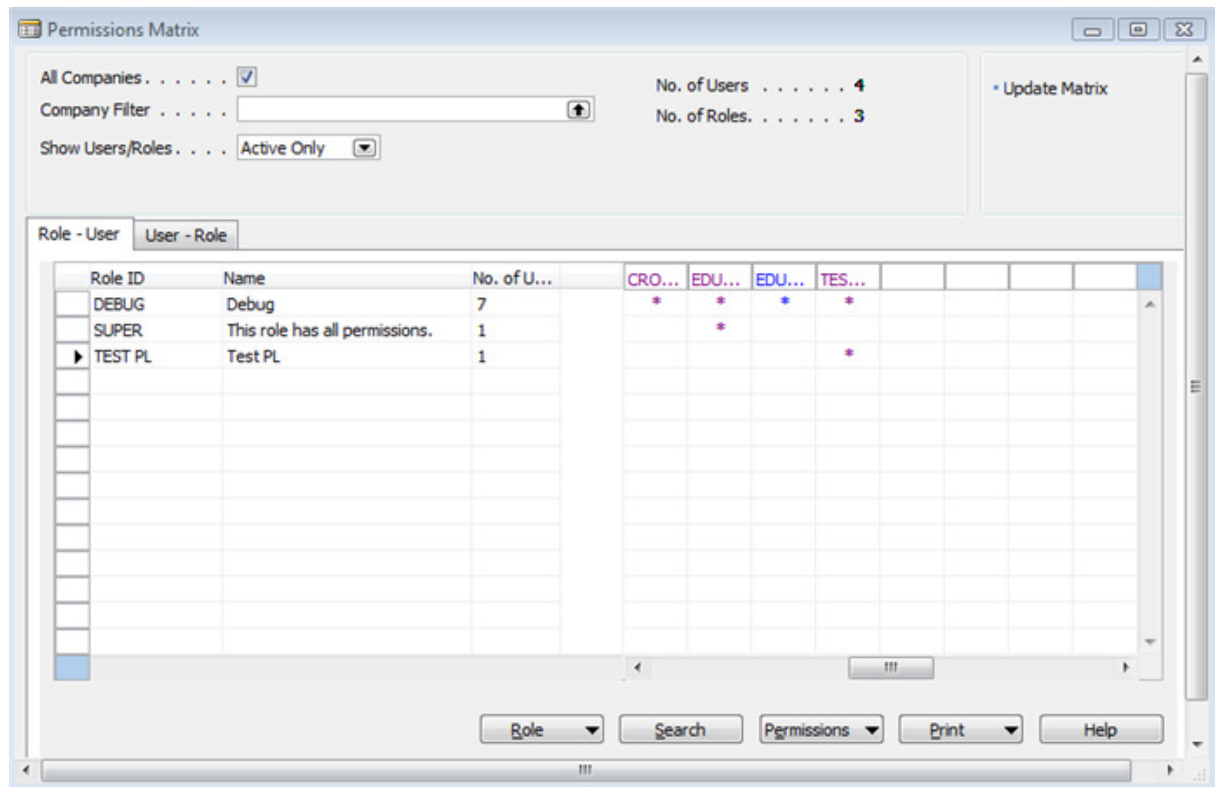 Permissions Matrix
All Companies . . . . . .
Company Filter . . . . .
Show Users/Roles . . . . Active Only
No. of Users . . . . . . 4
No. of Roles. . . . . . . 3
Update Matrix
Role - User User - Role
Role ID Name No. of U... CRO... EDU... EDU... TES...
DEBUG Debug 7 * * * *
SUPER This role has all permissions. 1 *
TEST PL Test PL 1 *
Role Search Permissions Print Help